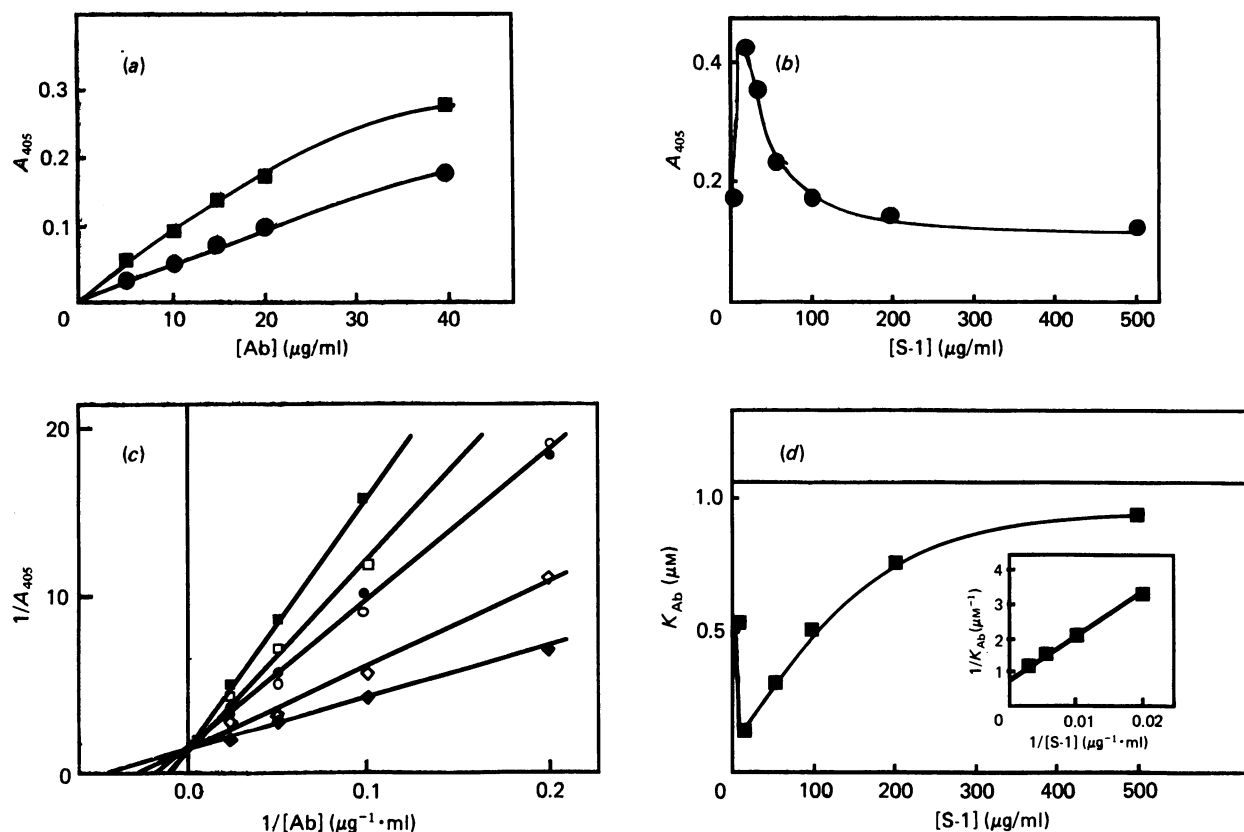 (a)
0.3
0.2
0.1
A₄₀₅
0
10
20
30
40
[Ab] (μg/ml)
(b)
0.4
0.2
A₄₀₅
0
0
100
200
300
400
500
[S-1] (μg/ml)
(c)
20
10
0
1/A₄₀₅
0.0
0.1
0.2
1/[Ab] (μg⁻¹·ml)
(d)
1.0
0.5
0
K_Ab (μM)
0
100
200
300
400
500
[S-1] (μg/ml)
4
3
2
1
1/K_Ab (μM⁻¹)
0
0.01
0.02
1/[S-1] (μg⁻¹·ml)